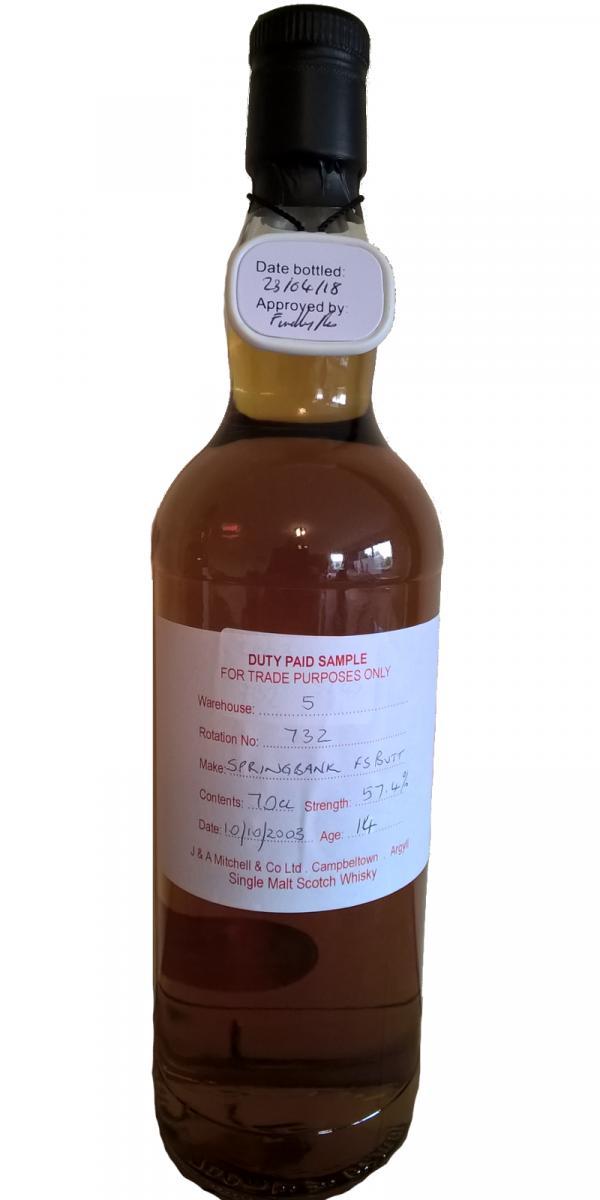 Date bottled:
23/04/18
Approved by:
DUTY PAID SAMPLE
FOR TRADE PURPOSES ONLY
Warehouse: 5
Rotation No: 732
Make: SPRINGBANK FS BUTT
Contents: 70cl Strength: 57.4%
Date: 10/10/2003 Age: 14
J & A Mitchell & Co Ltd . Campbeltown . Argyll
Single Malt Scotch Whisky